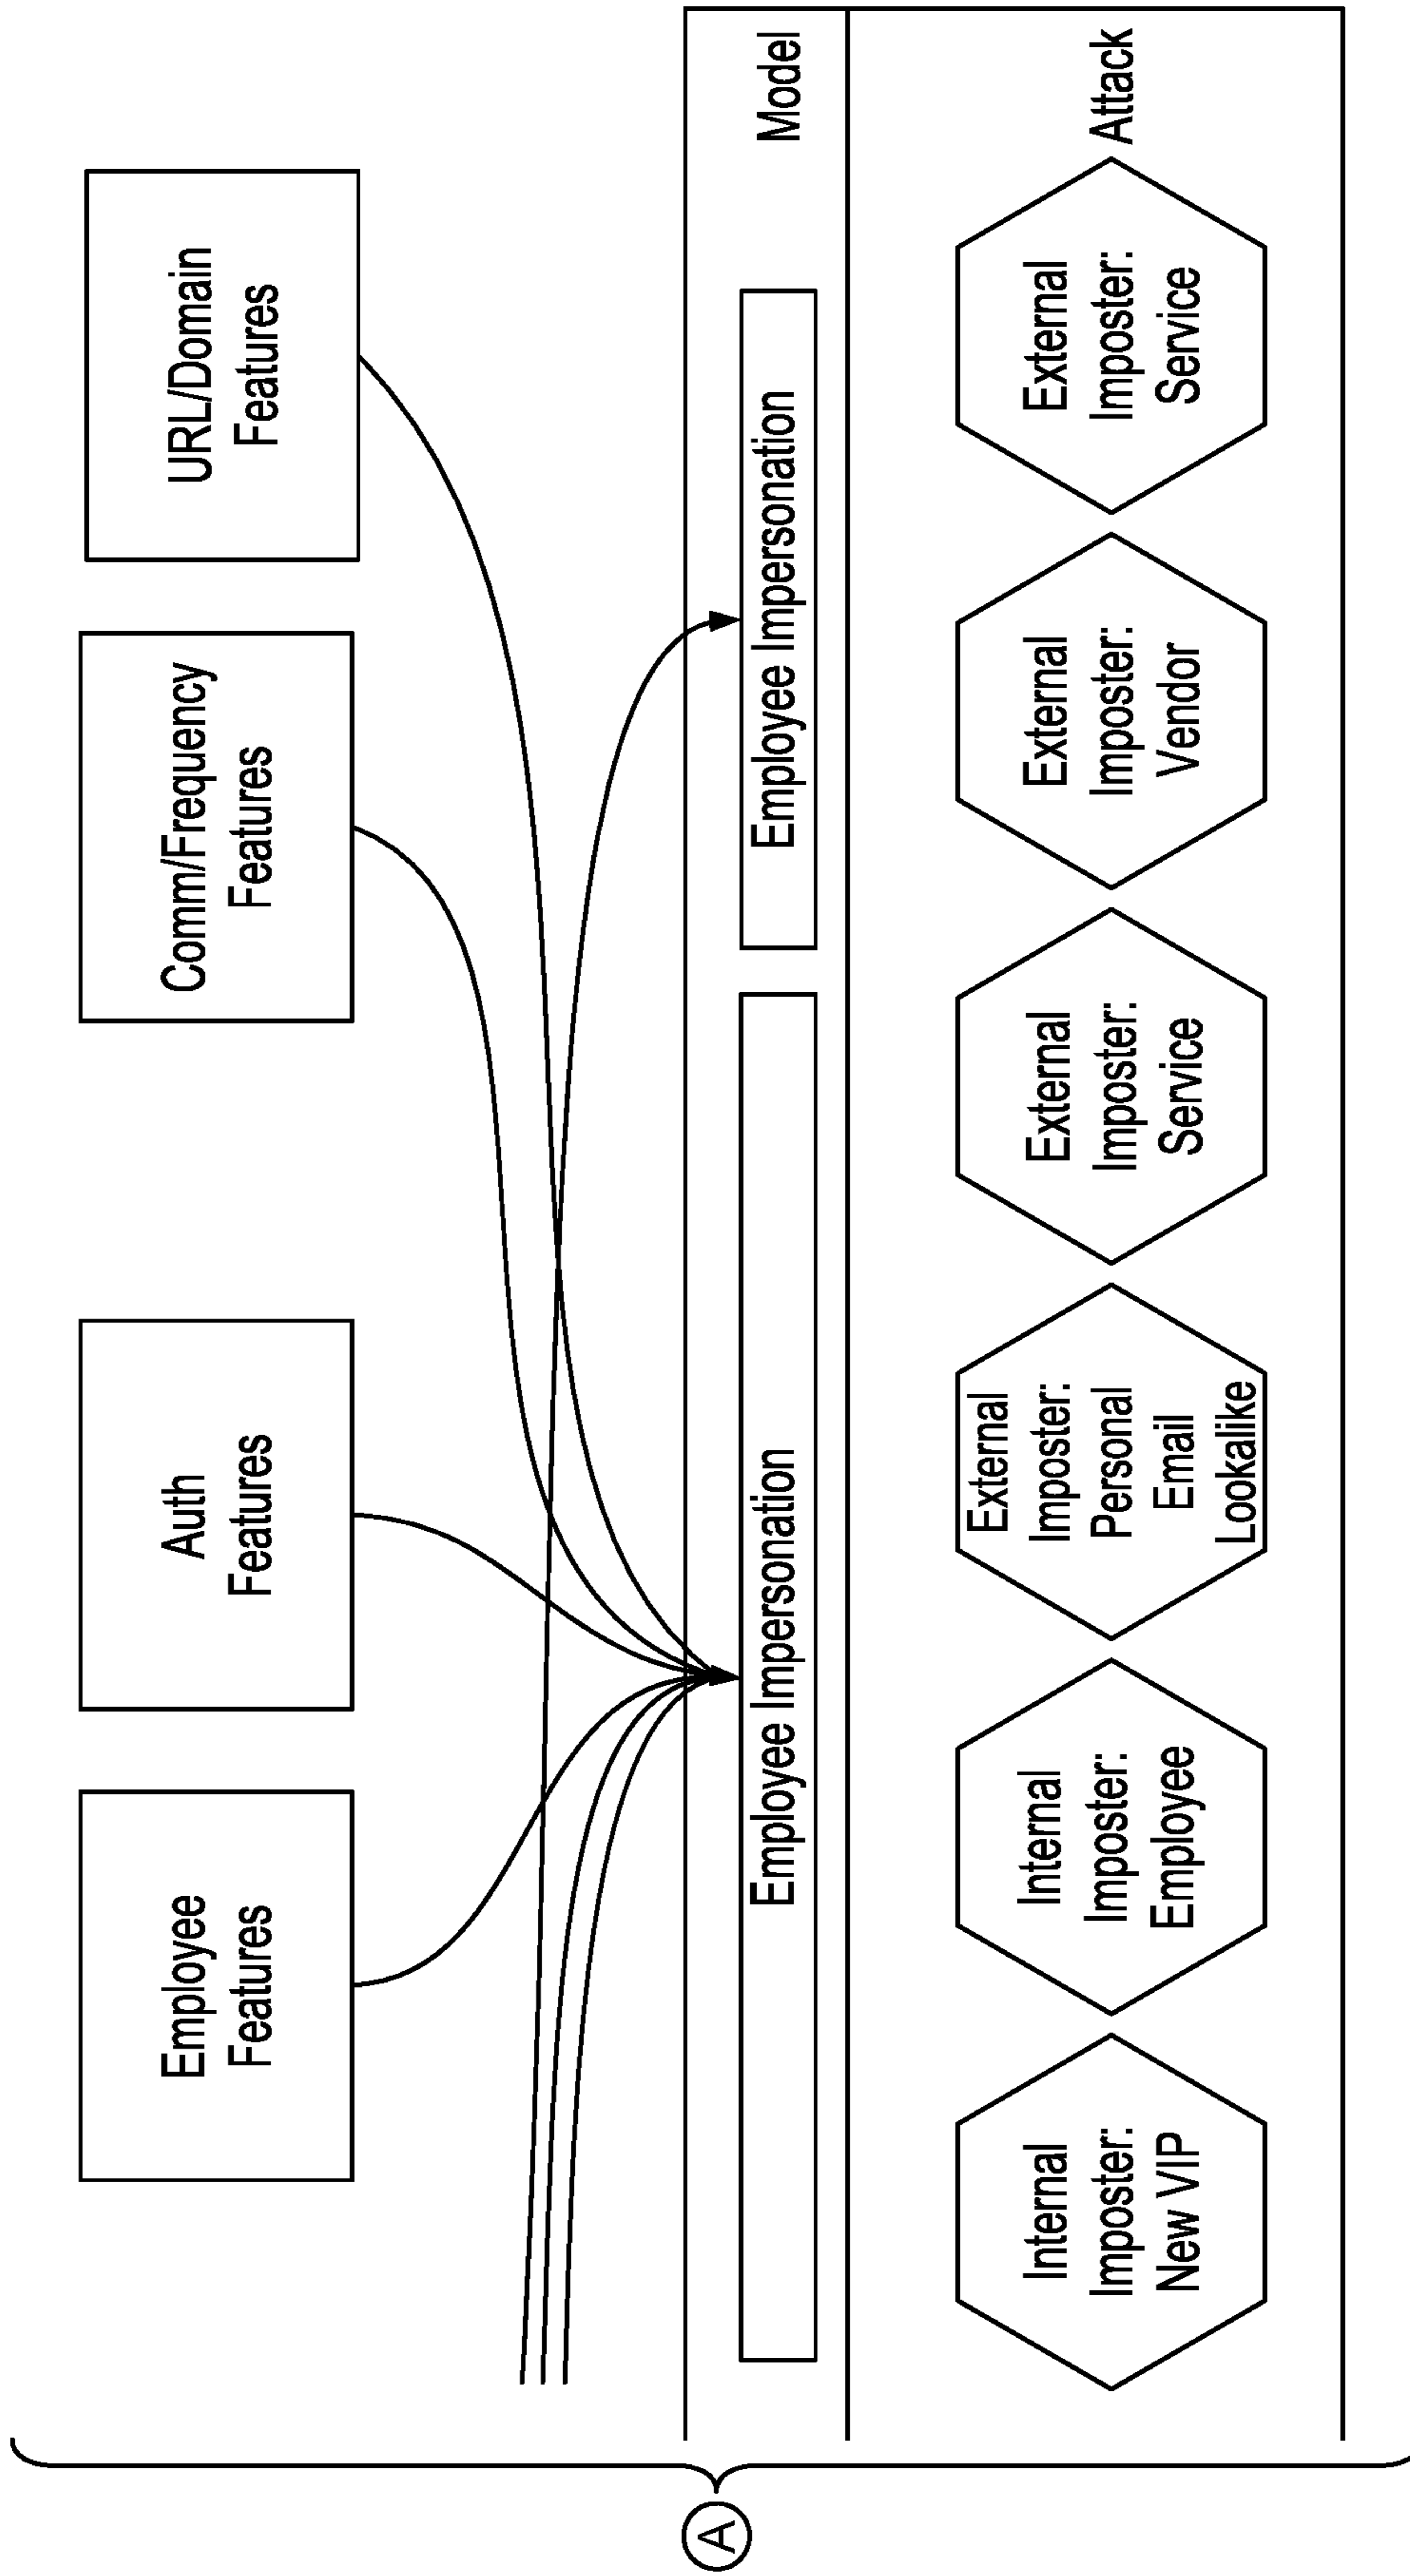 Employee
Features
Auth
Features
Comm/Frequency
Features
URL/Domain
Features
A
Employee Impersonation
Employee Impersonation
Model
Internal
Imposter:
New VIP
Internal
Imposter:
Employee
External
Imposter:
Personal
Email
Lookalike
External
Imposter:
Service
External
Imposter:
Vendor
External
Imposter:
Service
Attack